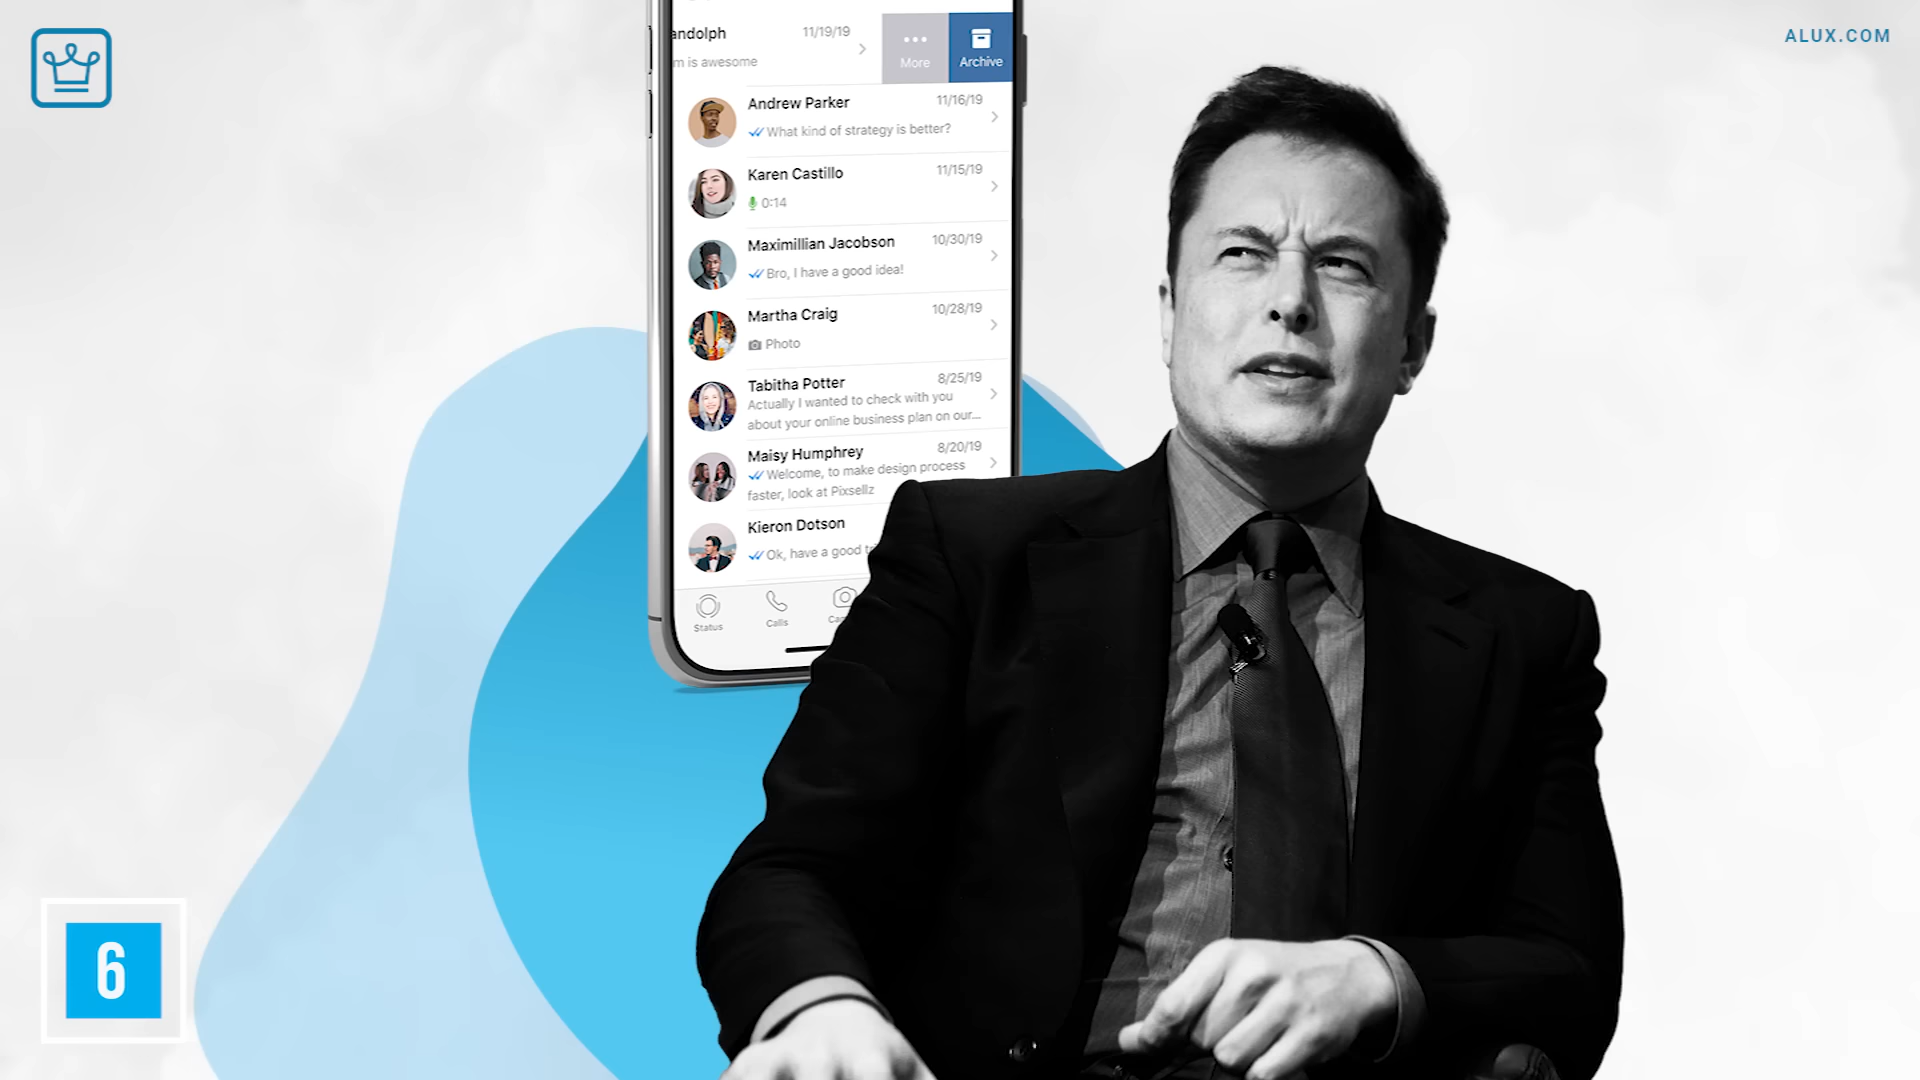 ALUX.COM
andolph
11/19/19
m is awesome
More
Archive
Andrew Parker
11/16/19
What kind of strategy is better?
Karen Castillo
11/15/19
0:14
Maximillian Jacobson
10/30/19
Bro, I have a good idea!
Martha Craig
10/28/19
Photo
Tabitha Potter
8/25/19
Actually I wanted to check with you
about your online business plan on our...
Maisy Humphrey
8/20/19
Welcome, to make design process
faster, look at Pixsellz
Kieron Dotson
Ok, have a good
Status
Calls
6